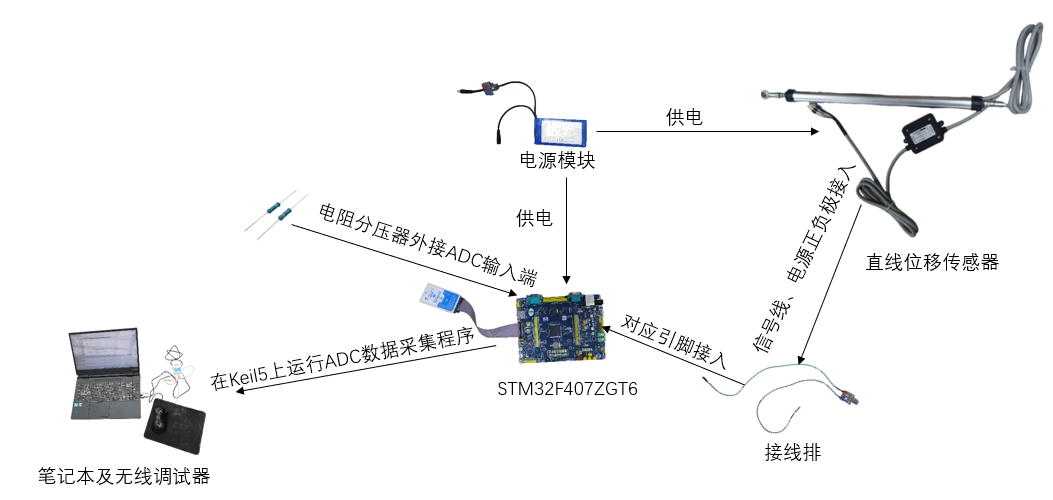 供电
电源模块
供电
电阻分压器外接ADC输入端
信号线、电源正负极接入
直线位移传感器
对应引脚接入
在Keil5上运行ADC数据采集程序
STM32F407ZGT6
接线排
笔记本及无线调试器